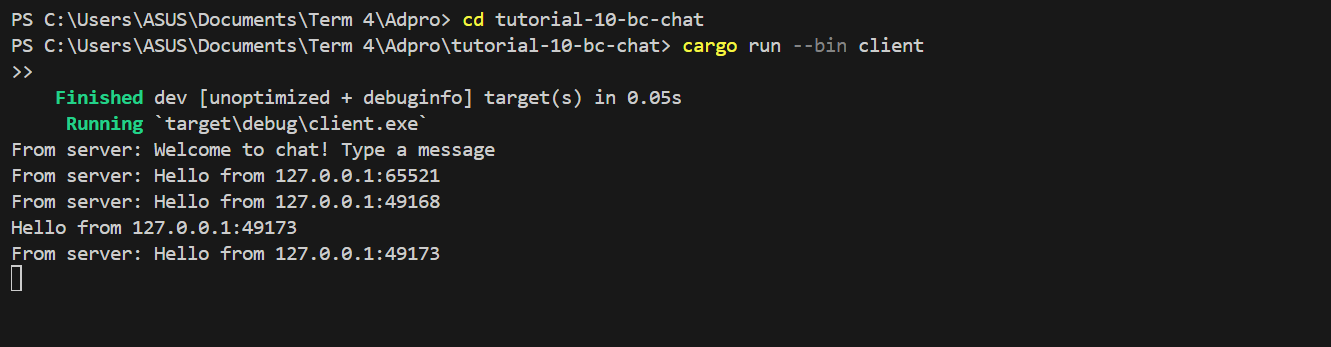 PS C:\Users\ASUS\Documents\Term 4\Adpro> cd tutorial-10-bc-chat
PS C:\Users\ASUS\Documents\Term 4\Adpro\tutorial-10-bc-chat> cargo run --bin client
>>
    Finished dev [unoptimized + debuginfo] target(s) in 0.05s
     Running `target\debug\client.exe`
From server: Welcome to chat! Type a message
From server: Hello from 127.0.0.1:65521
From server: Hello from 127.0.0.1:49168
Hello from 127.0.0.1:49173
From server: Hello from 127.0.0.1:49173